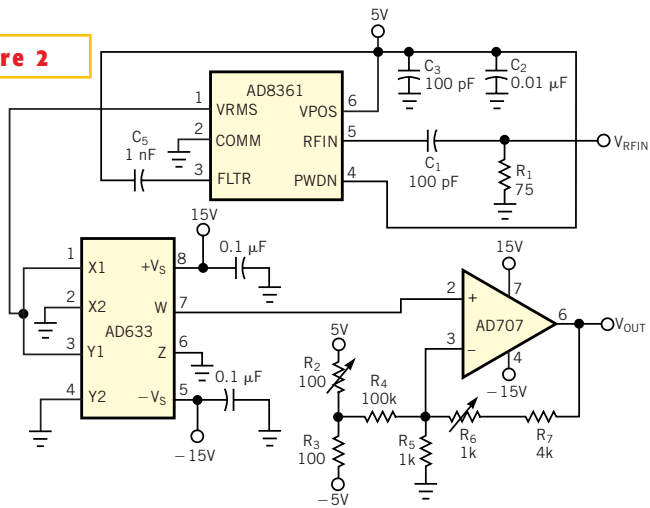 re 2
5V
AD8361
1 VRMS
2 COMM
3 FLTR
VPOS 6
RFIN 5
PWDN 4
C3
100 pF
C2
0.01 µF
C5
1 nF
C1
100 pF
R1
75
VRFIN
15V
0.1 µF
AD633
1 X1
2 X2
3 Y1
4 Y2
+VS 8
W 7
Z 6
−VS 5
0.1 µF
−15V
5V
R2
100
R3
100
−5V
R4
100k
R5
1k
R6
1k
R7
4k
15V
2 +
3 −
AD707
7
6
4
−15V
VOUT